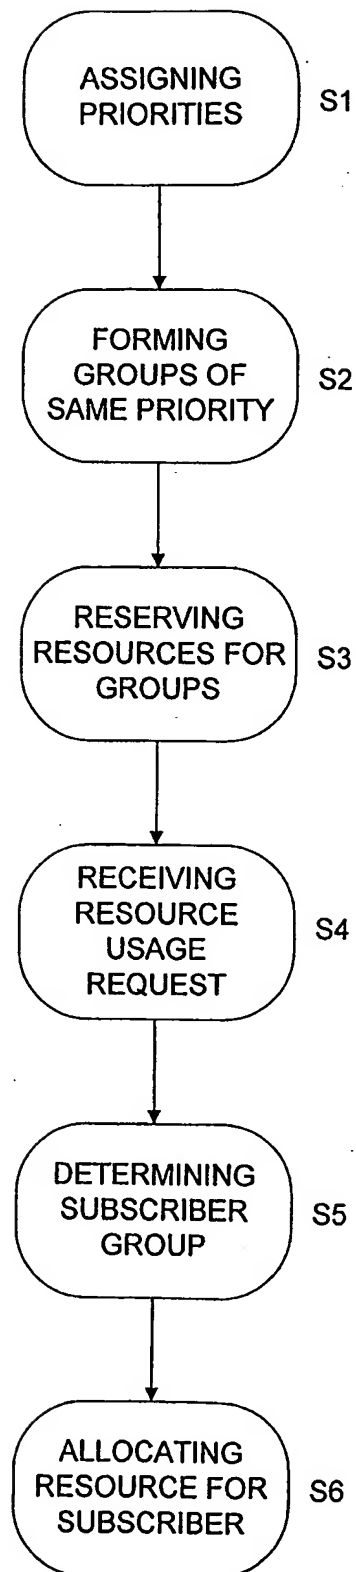 ASSIGNING
PRIORITIES
S1
FORMING
GROUPS OF
SAME PRIORITY
S2
RESERVING
RESOURCES FOR
GROUPS
S3
RECEIVING
RESOURCE
USAGE
REQUEST
S4
DETERMINING
SUBSCRIBER
GROUP
S5
ALLOCATING
RESOURCE FOR
SUBSCRIBER
S6